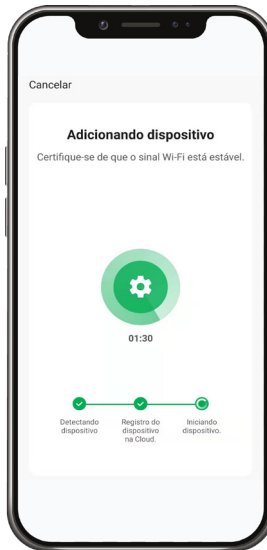 Cancelar
Adicionando dispositivo
Certifique-se de que o sinal Wi-Fi está estável.
01:30
Detectando
dispositivo
Registro do
dispositivo
na Cloud.
Iniciando
dispositivo.